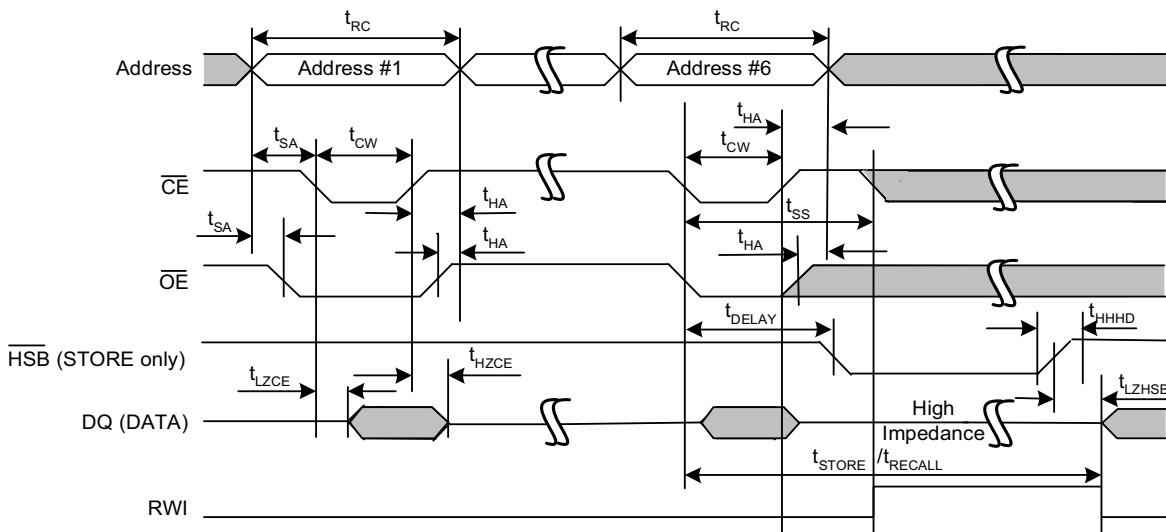 tRC tRC
Address Address #1 Address #6
tHA
tSA tCW tCW
CE
tHA tSS
tSA tHA tHA
OE
tDELAY tHHHD
HSB (STORE only)
tHZCE
tLZCE tLZHSB
DQ (DATA) High
Impedance
tSTORE /tRECALL
RWI